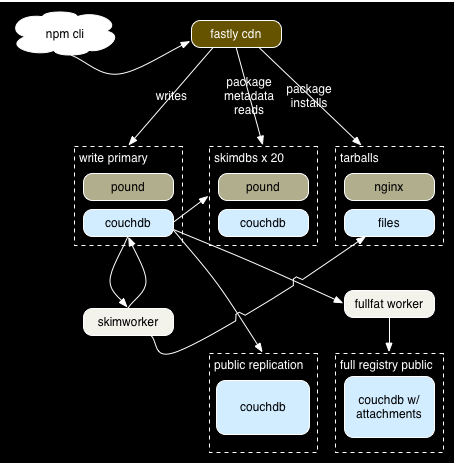 npm cli
fastly cdn
writes
package
metadata
reads
package
installs
write primary
skimdbs x 20
tarballs
pound
pound
nginx
couchdb
couchdb
files
skimworker
fullfat worker
public replication
full registry public
couchdb
couchdb w/
attachments